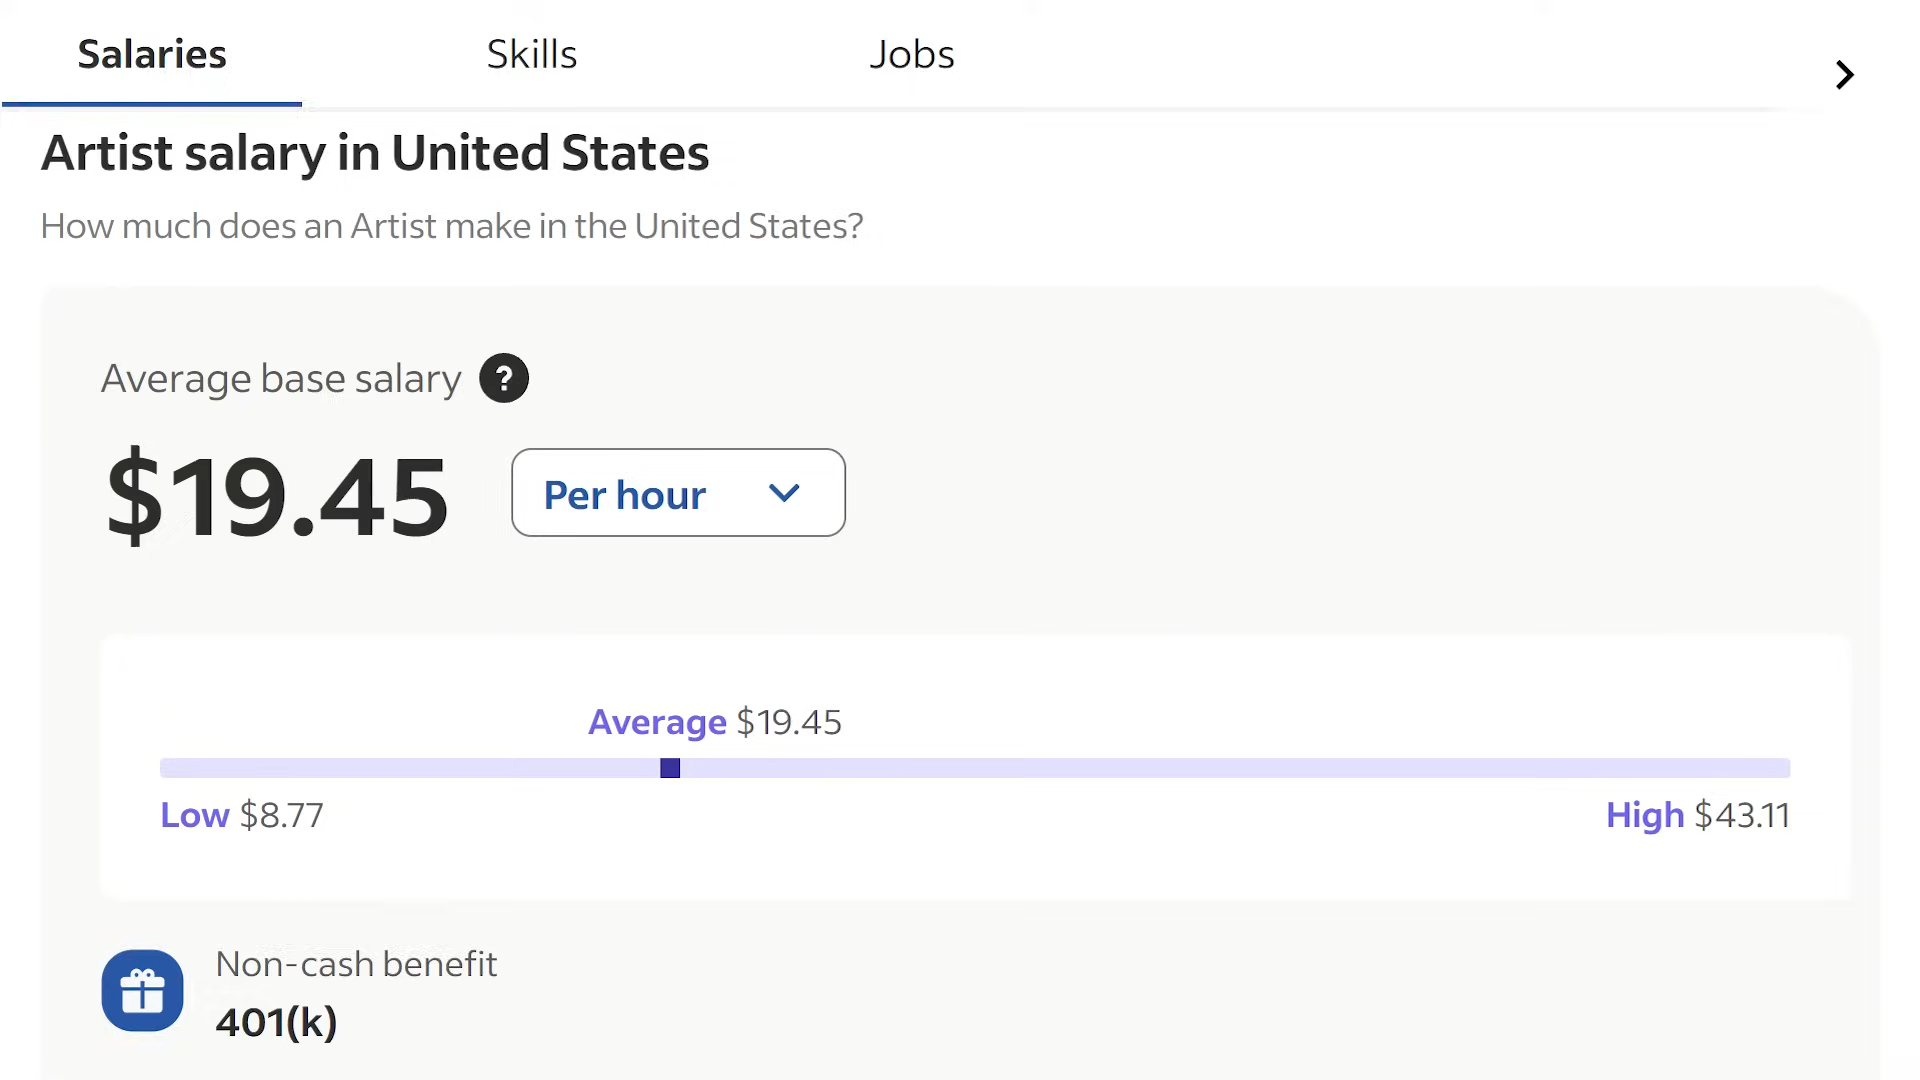 Salaries Skills Jobs
Artist salary in United States
How much does an Artist make in the United States?
Average base salary ?
$19.45 Per hour
Average $19.45
Low $8.77 High $43.11
Non-cash benefit
401(k)